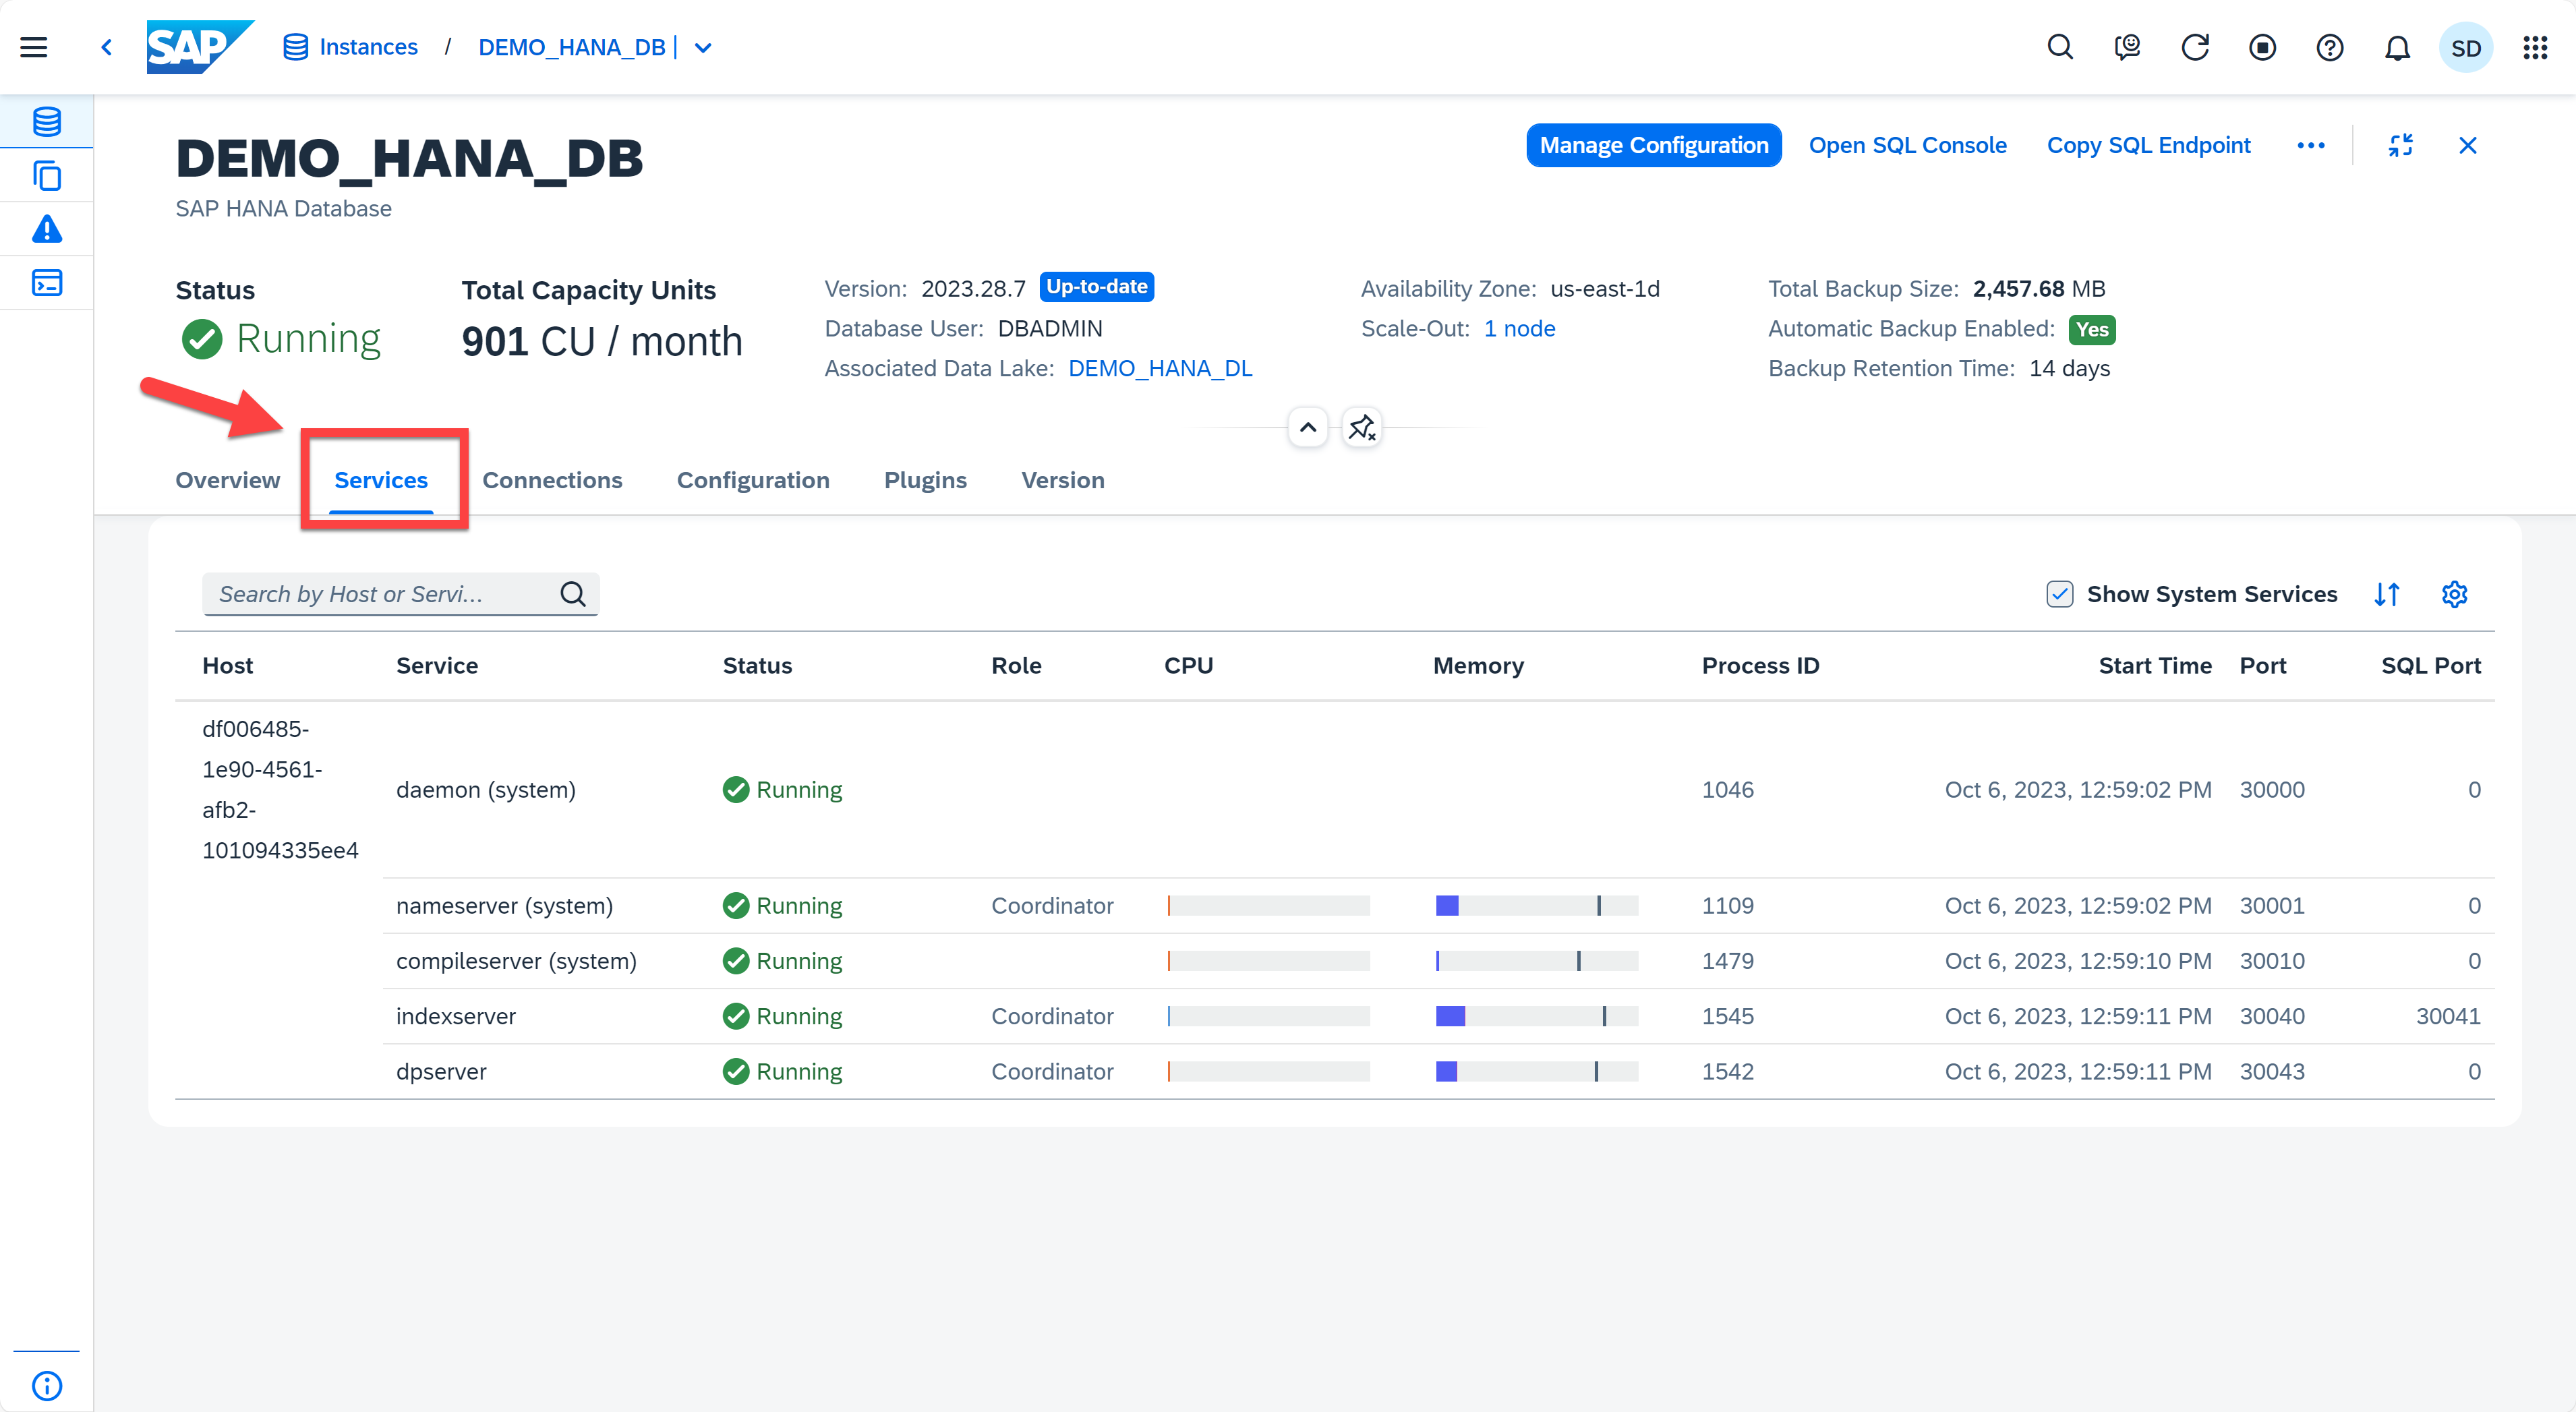 SAP Instances / DEMO_HANA_DB
SD
DEMO_HANA_DB
SAP HANA Database
Manage Configuration Open SQL Console Copy SQL Endpoint
Status
Running
Total Capacity Units
901 CU / month
Version: 2023.28.7 Up-to-date
Database User: DBADMIN
Associated Data Lake: DEMO_HANA_DL
Availability Zone: us-east-1d
Scale-Out: 1 node
Total Backup Size: 2,457.68 MB
Automatic Backup Enabled: Yes
Backup Retention Time: 14 days
Overview Services Connections Configuration Plugins Version
Search by Host or Servi... Show System Services
Host Service Status Role CPU Memory Process ID Start Time Port SQL Port
df006485-
1e90-4561-
afb2-
101094335ee4
daemon (system) Running 1046 Oct 6, 2023, 12:59:02 PM 30000 0
nameserver (system) Running Coordinator 1109 Oct 6, 2023, 12:59:02 PM 30001 0
compileserver (system) Running 1479 Oct 6, 2023, 12:59:10 PM 30010 0
indexserver Running Coordinator 1545 Oct 6, 2023, 12:59:11 PM 30040 30041
dpserver Running Coordinator 1542 Oct 6, 2023, 12:59:11 PM 30043 0